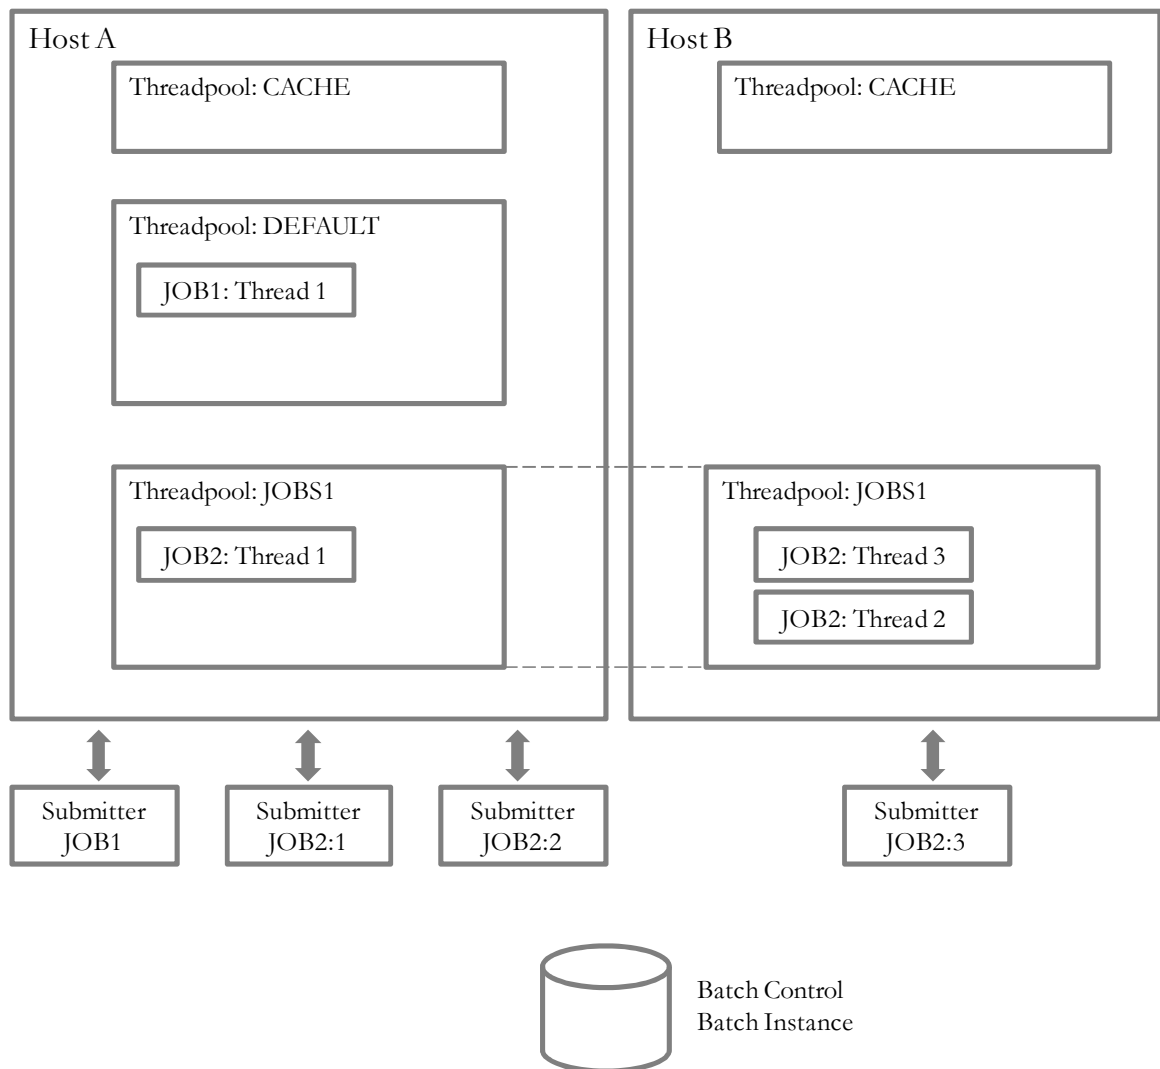 Host A
Threadpool: CACHE
Threadpool: DEFAULT
JOB1: Thread 1
Threadpool: JOBS1
JOB2: Thread 1
Host B
Threadpool: CACHE
Threadpool: JOBS1
JOB2: Thread 3
JOB2: Thread 2
Submitter
JOB1
Submitter
JOB2:1
Submitter
JOB2:2
Submitter
JOB2:3
Batch Control
Batch Instance